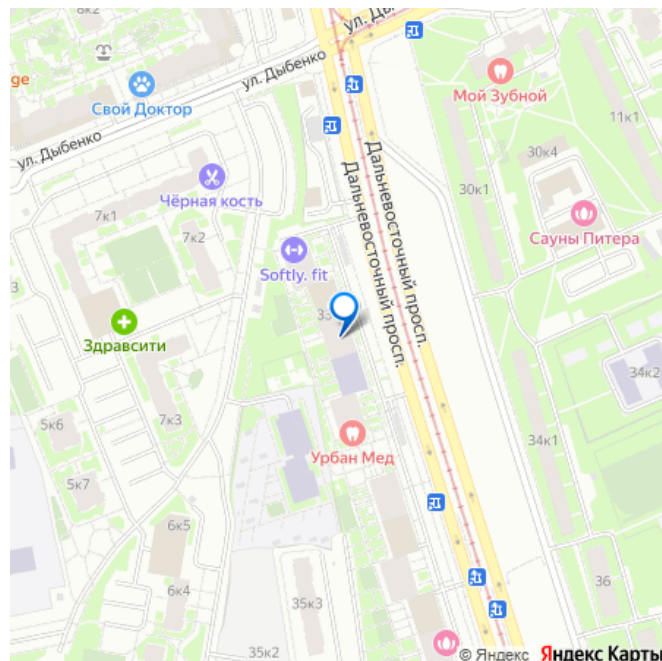 8к2
ул. Дыбенко
ge
Свой Доктор
ул. Дыбенко
Мой Зубной
11к1
30к4
30к1
Чёрная кость
7к1
7к2
Сауны Питера
Softly. fit
Дальневосточный просп.
Дальневосточный просп.
3
33
Здравсити
34к2
7к3
5к6
34к1
Урбан Мед
5к7
6к5
6к4
35к3
36
35к2
© Яндекс Яндекс Карты